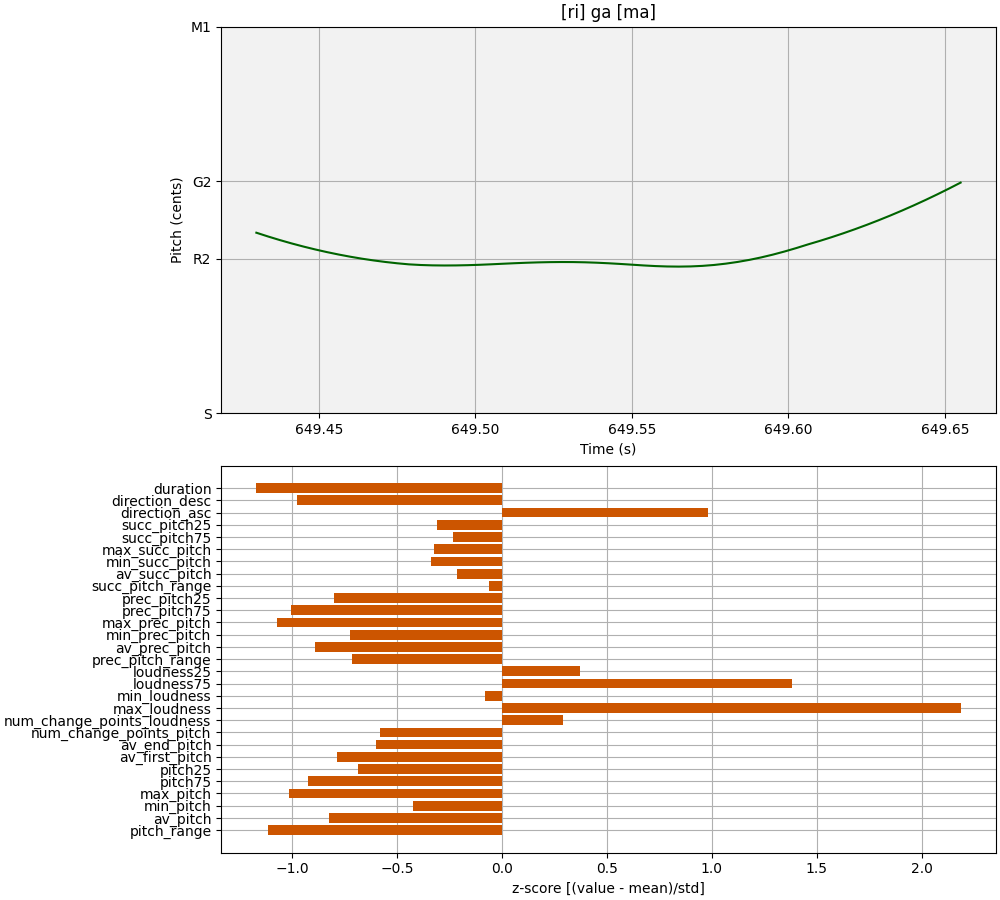 [ri] ga [ma]
M1
G2
R2
S
Pitch (cents)
649.45 649.50 649.55 649.60 649.65
Time (s)
duration
direction_desc
direction_asc
succ_pitch25
succ_pitch75
max_succ_pitch
min_succ_pitch
av_succ_pitch
succ_pitch_range
prec_pitch25
prec_pitch75
max_prec_pitch
min_prec_pitch
av_prec_pitch
prec_pitch_range
loudness25
loudness75
min_loudness
max_loudness
num_change_points_loudness
num_change_points_pitch
av_end_pitch
av_first_pitch
pitch25
pitch75
max_pitch
min_pitch
av_pitch
pitch_range
−1.0 −0.5 0.0 0.5 1.0 1.5 2.0
z-score [(value - mean)/std]